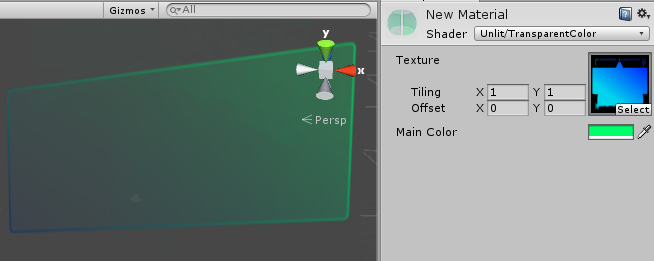 Gizmos All
y
x
Persp
New Material
Shader Unlit/TransparentColor
Texture
Tiling X 1 Y 1
Offset X 0 Y 0
Select
Main Color